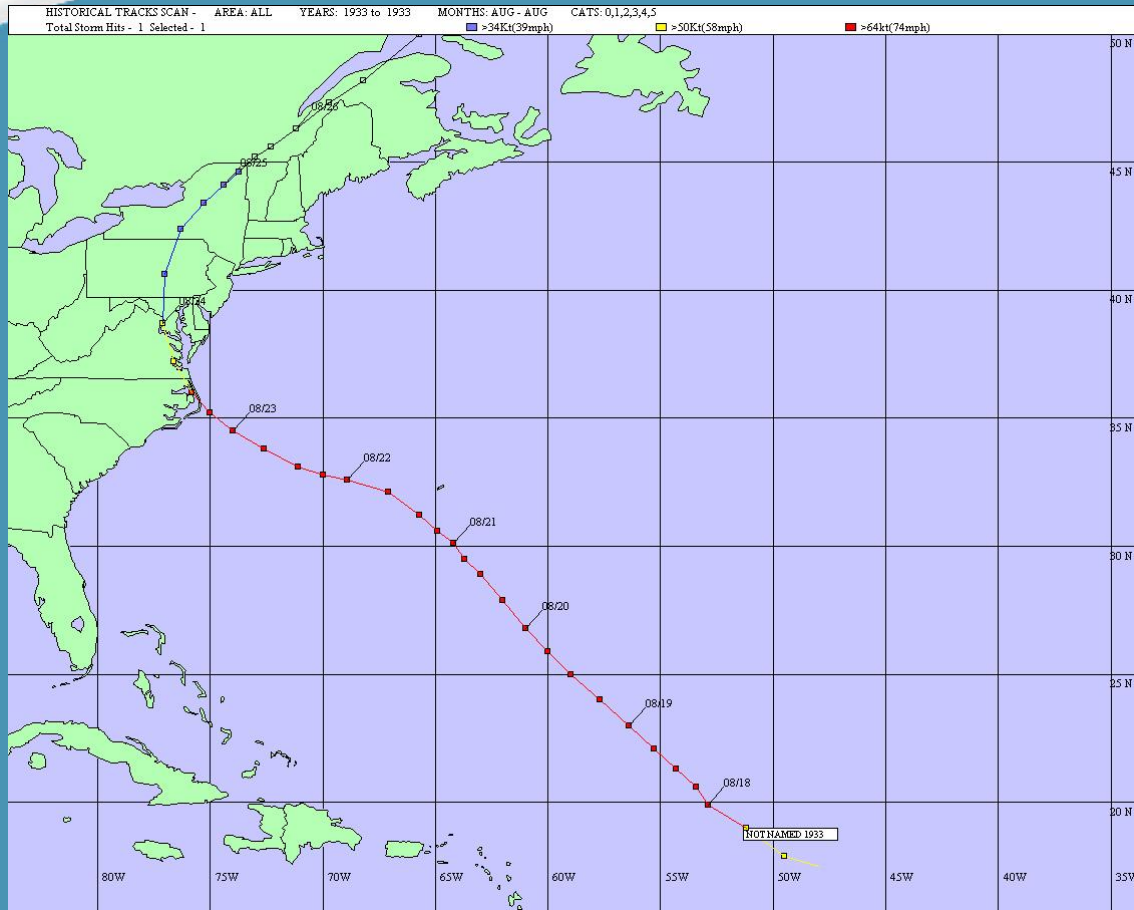 HISTORICAL TRACKS SCAN - AREA: ALL YEARS: 1933 to 1933 MONTHS: AUG - AUG CATS: 0,1,2,3,4,5
Total Storm Hits - 1 Selected - 1 >34Kt(39mph) >50Kt(58mph) >64kt(74mph)
50 N
08/26
08/25
45 N
08/24
40 N
08/23
35 N
08/22
08/21
30 N
08/20
25 N
08/19
08/18
20 N
NOT NAMED 1933
80W 75W 70W 65W 60W 55W 50W 45W 40W 35W